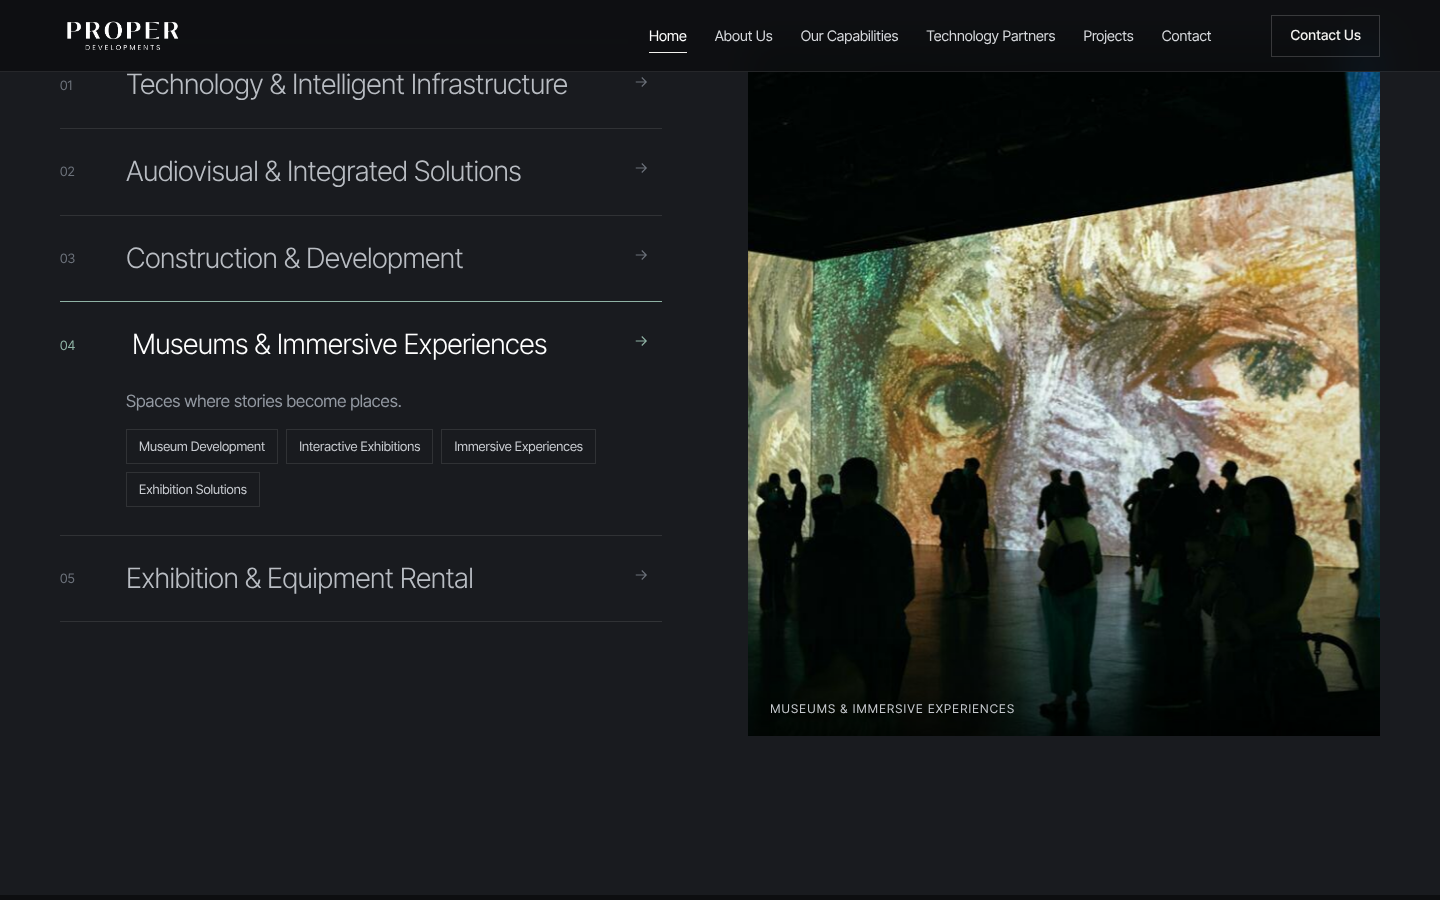 PROPER
DEVELOPMENTS
Home
About Us
Our Capabilities
Technology Partners
Projects
Contact
Contact Us
01
Technology & Intelligent Infrastructure
02
Audiovisual & Integrated Solutions
03
Construction & Development
04
Museums & Immersive Experiences
Spaces where stories become places.
Museum Development
Interactive Exhibitions
Immersive Experiences
Exhibition Solutions
05
Exhibition & Equipment Rental
MUSEUMS & IMMERSIVE EXPERIENCES